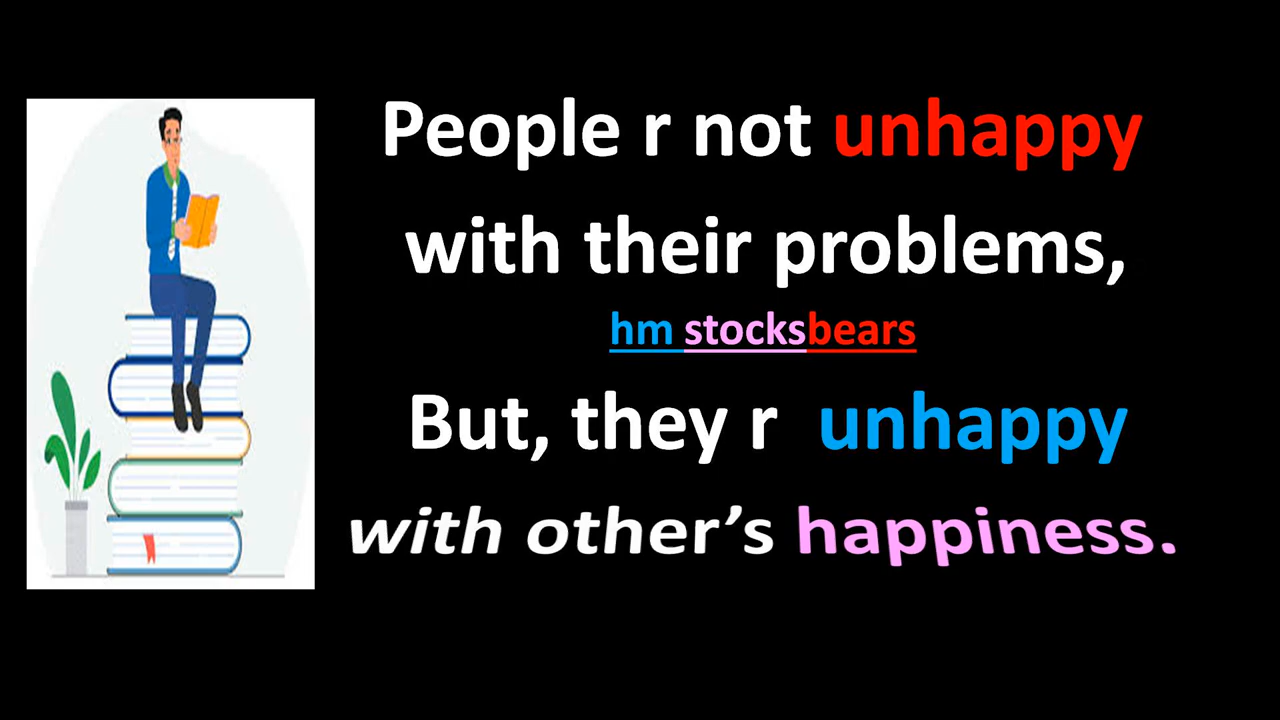 People r not unhappy
with their problems,
hm stocksbears
But, they r unhappy
with other’s happiness.